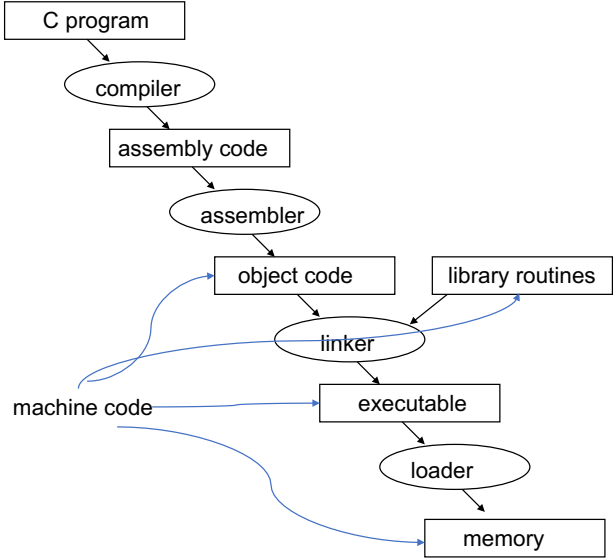 C program
compiler
assembly code
assembler
object code
library routines
linker
machine code
executable
loader
memory